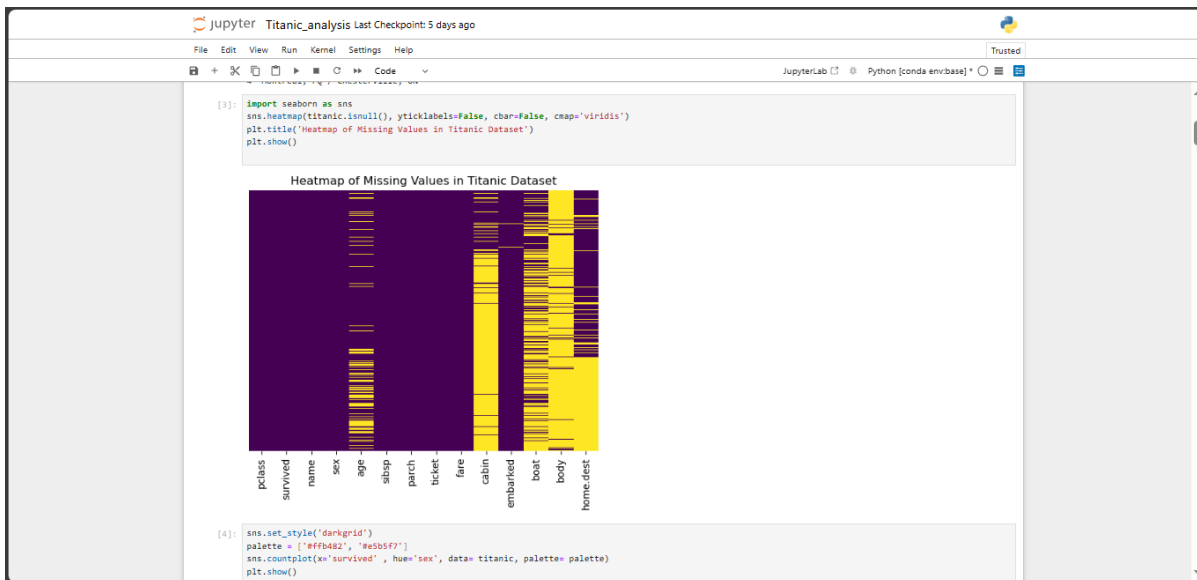 jupyter Titanic_analysis Last Checkpoint: 5 days ago
File Edit View Run Kernel Settings Help
Trusted
Code
JupyterLab
Python [conda env:base] *
[3]:
import seaborn as sns
sns.heatmap(titanic.isnull(), yticklabels=False, cbar=False, cmap='viridis')
plt.title('Heatmap of Missing Values in Titanic Dataset')
plt.show()
Heatmap of Missing Values in Titanic Dataset
pclass
survived
name
sex
age
sibsp
parch
ticket
fare
cabin
embarked
boat
body
home.dest
[4]:
sns.set_style('darkgrid')
palette = ['#ffb482', '#e5b5f7']
sns.countplot(x='survived' , hue='sex', data= titanic, palette= palette)
plt.show()